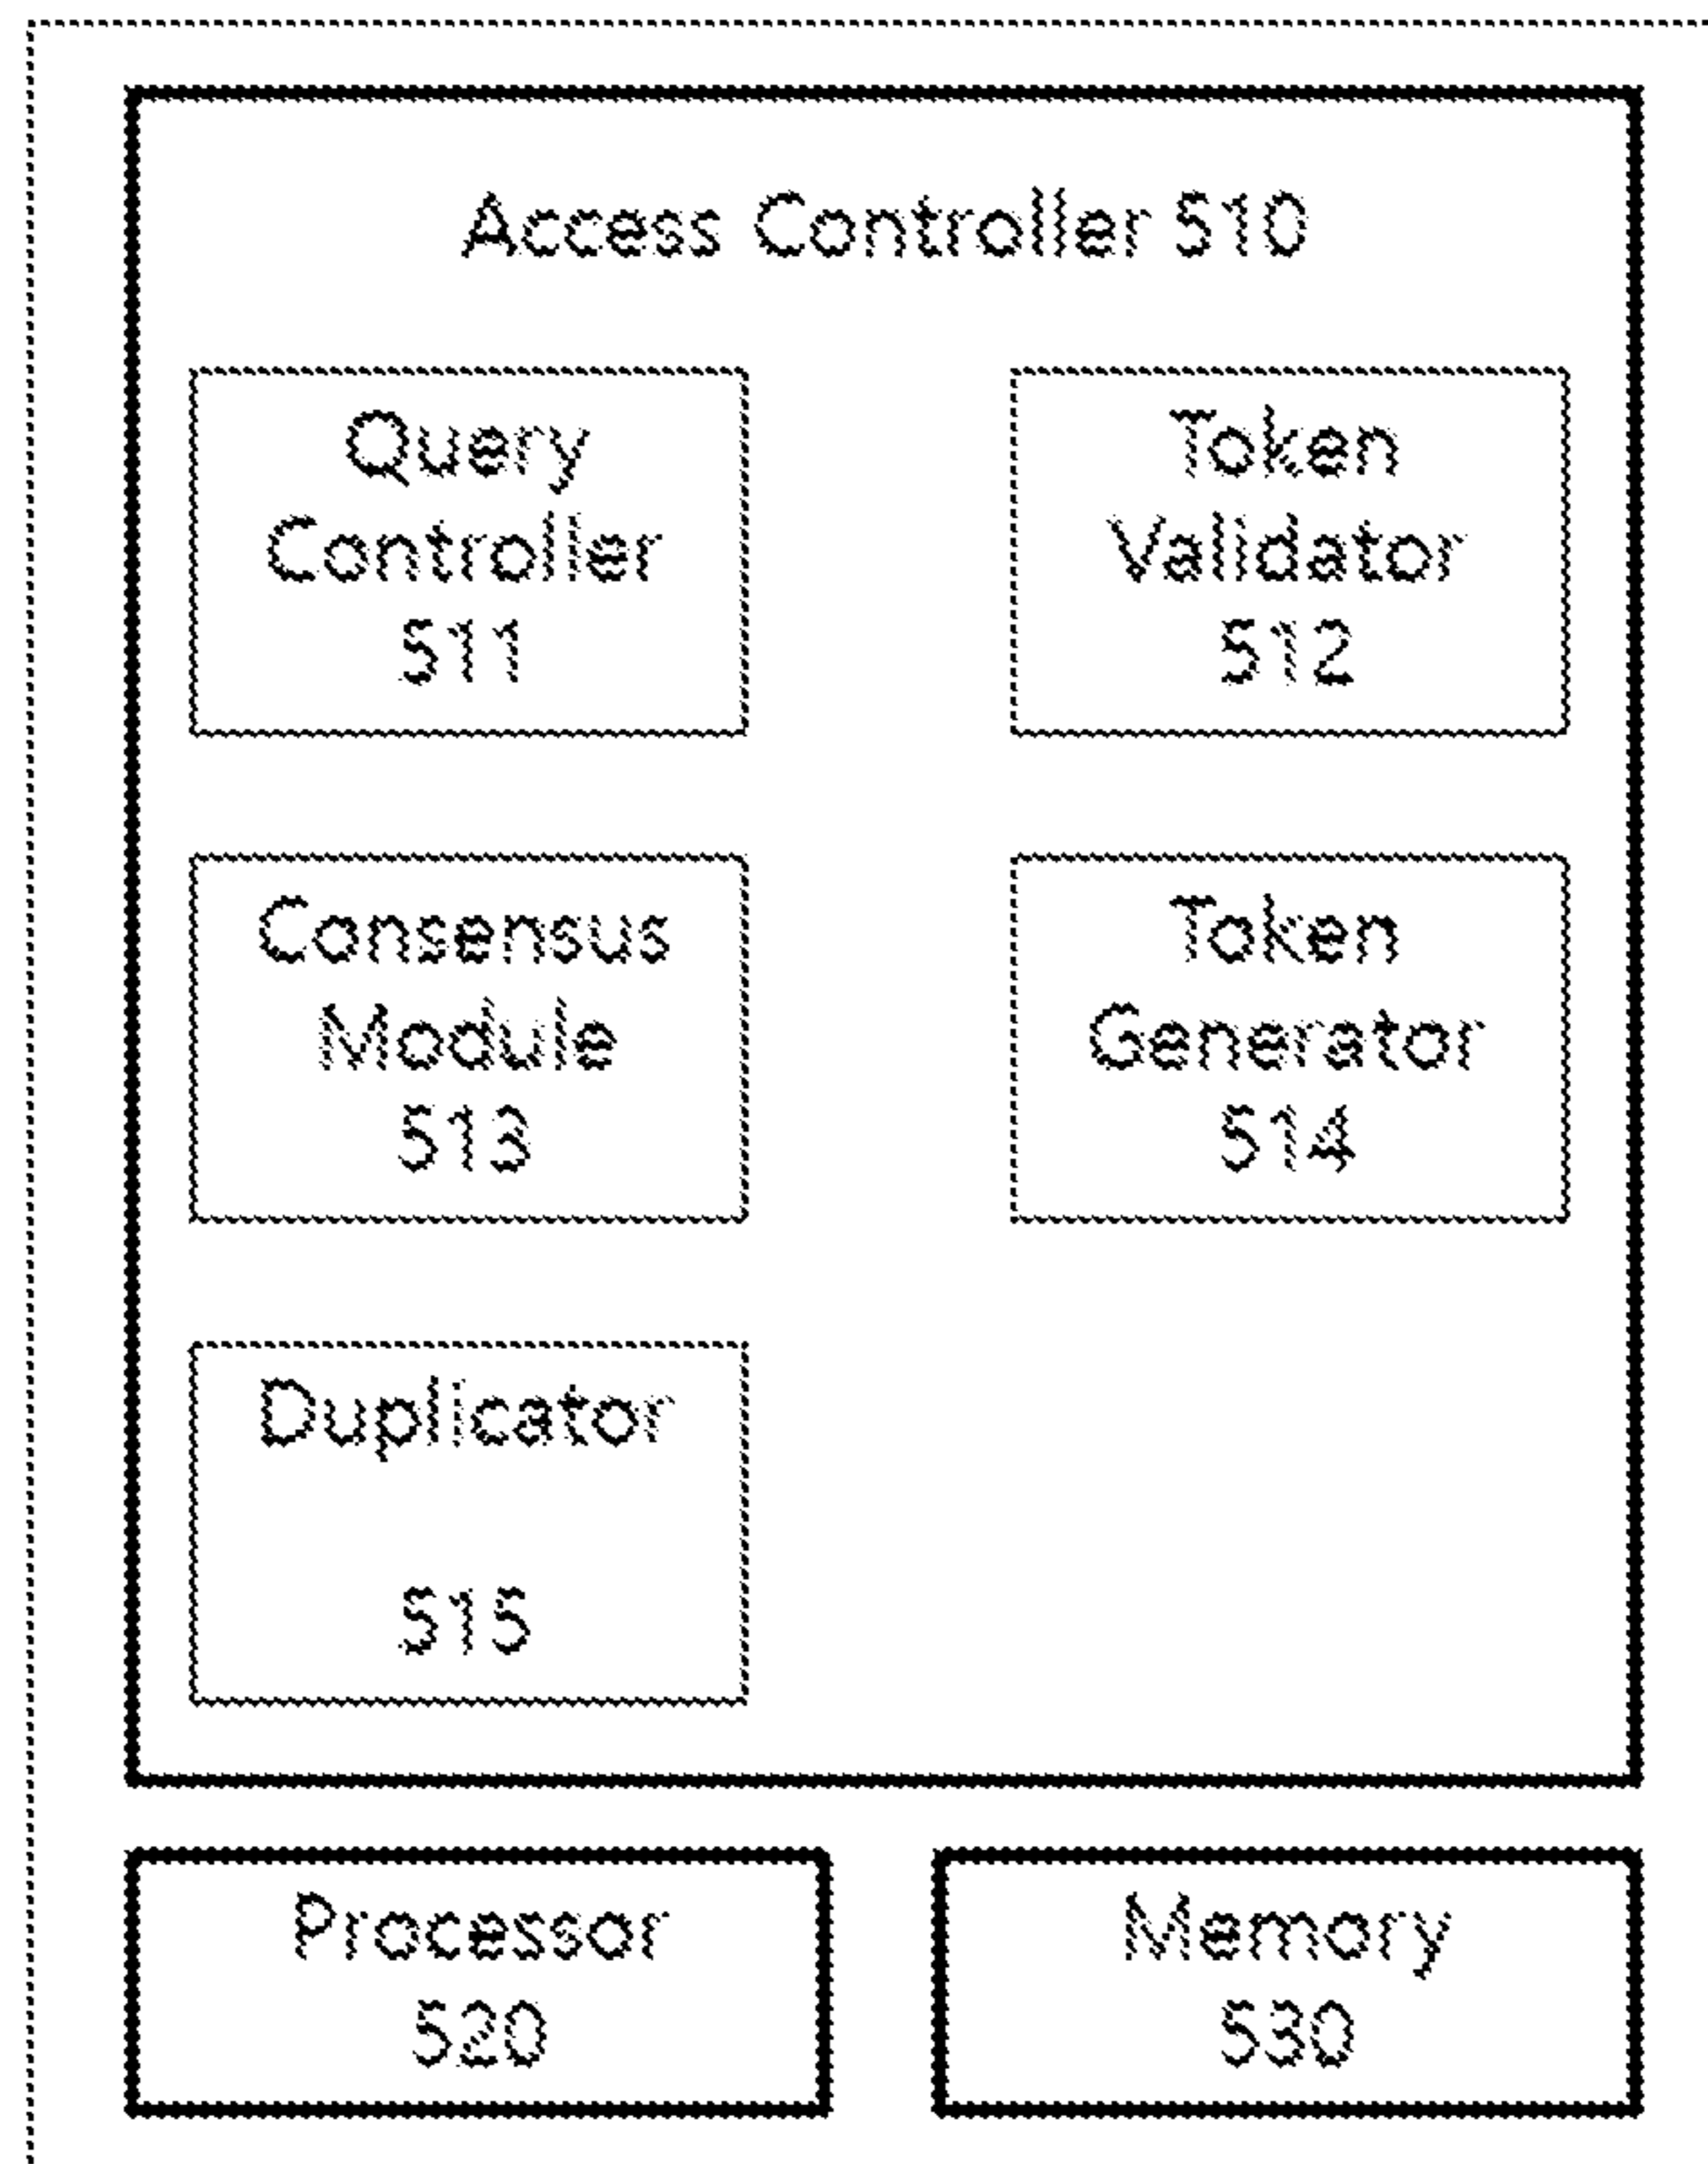 Access Controller 510
Query
Controller
511
Token
Validator
512
Consensus
Module
513
Token
Generator
514
Duplicator
515
Processor
520
Memory
530